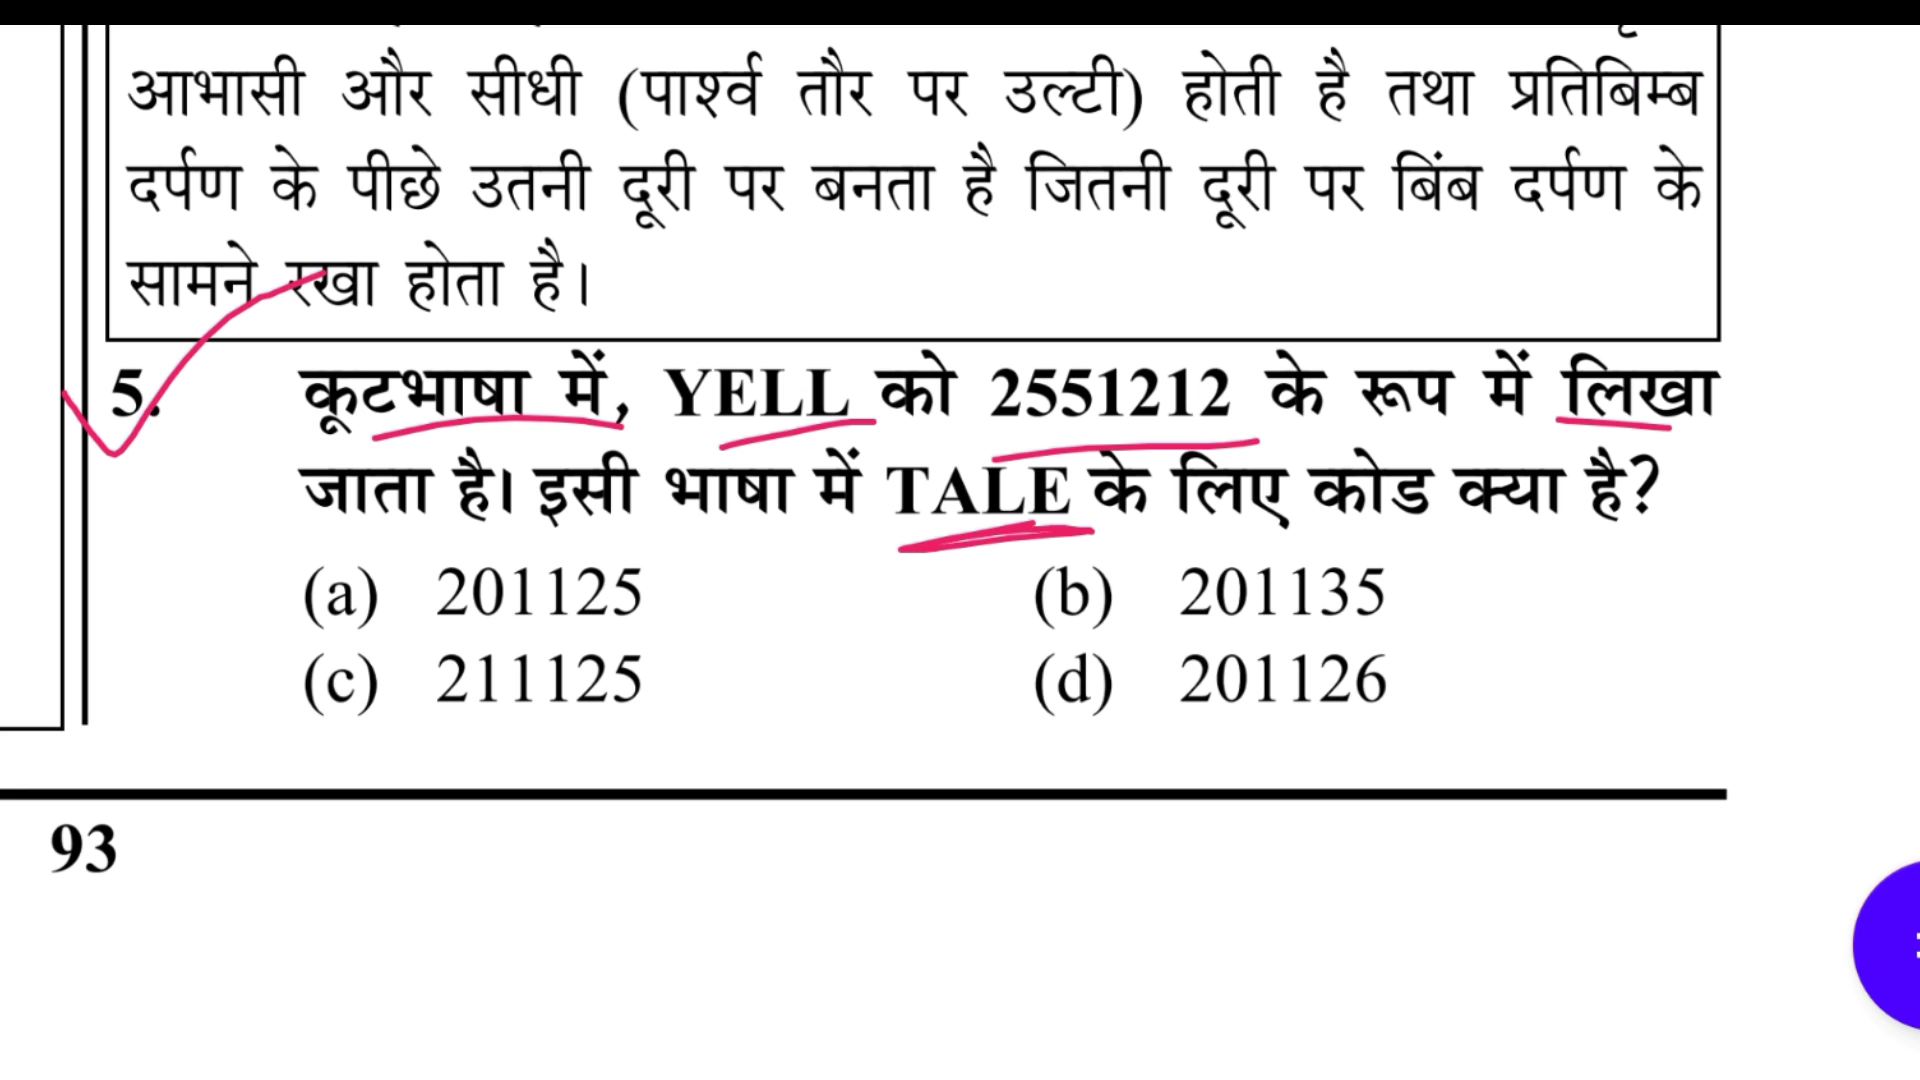 आभासी और सीधी (पार्श्व तौर पर उल्टी) होती है तथा प्रतिबिम्ब
दर्पण के पीछे उतनी दूरी पर बनता है जितनी दूरी पर बिंब दर्पण के
सामने रखा होता है।
5. कूटभाषा में, YELL को 2551212 के रूप में लिखा
जाता है। इसी भाषा में TALE के लिए कोड क्या है?
(a) 201125 (b) 201135
(c) 211125 (d) 201126
93